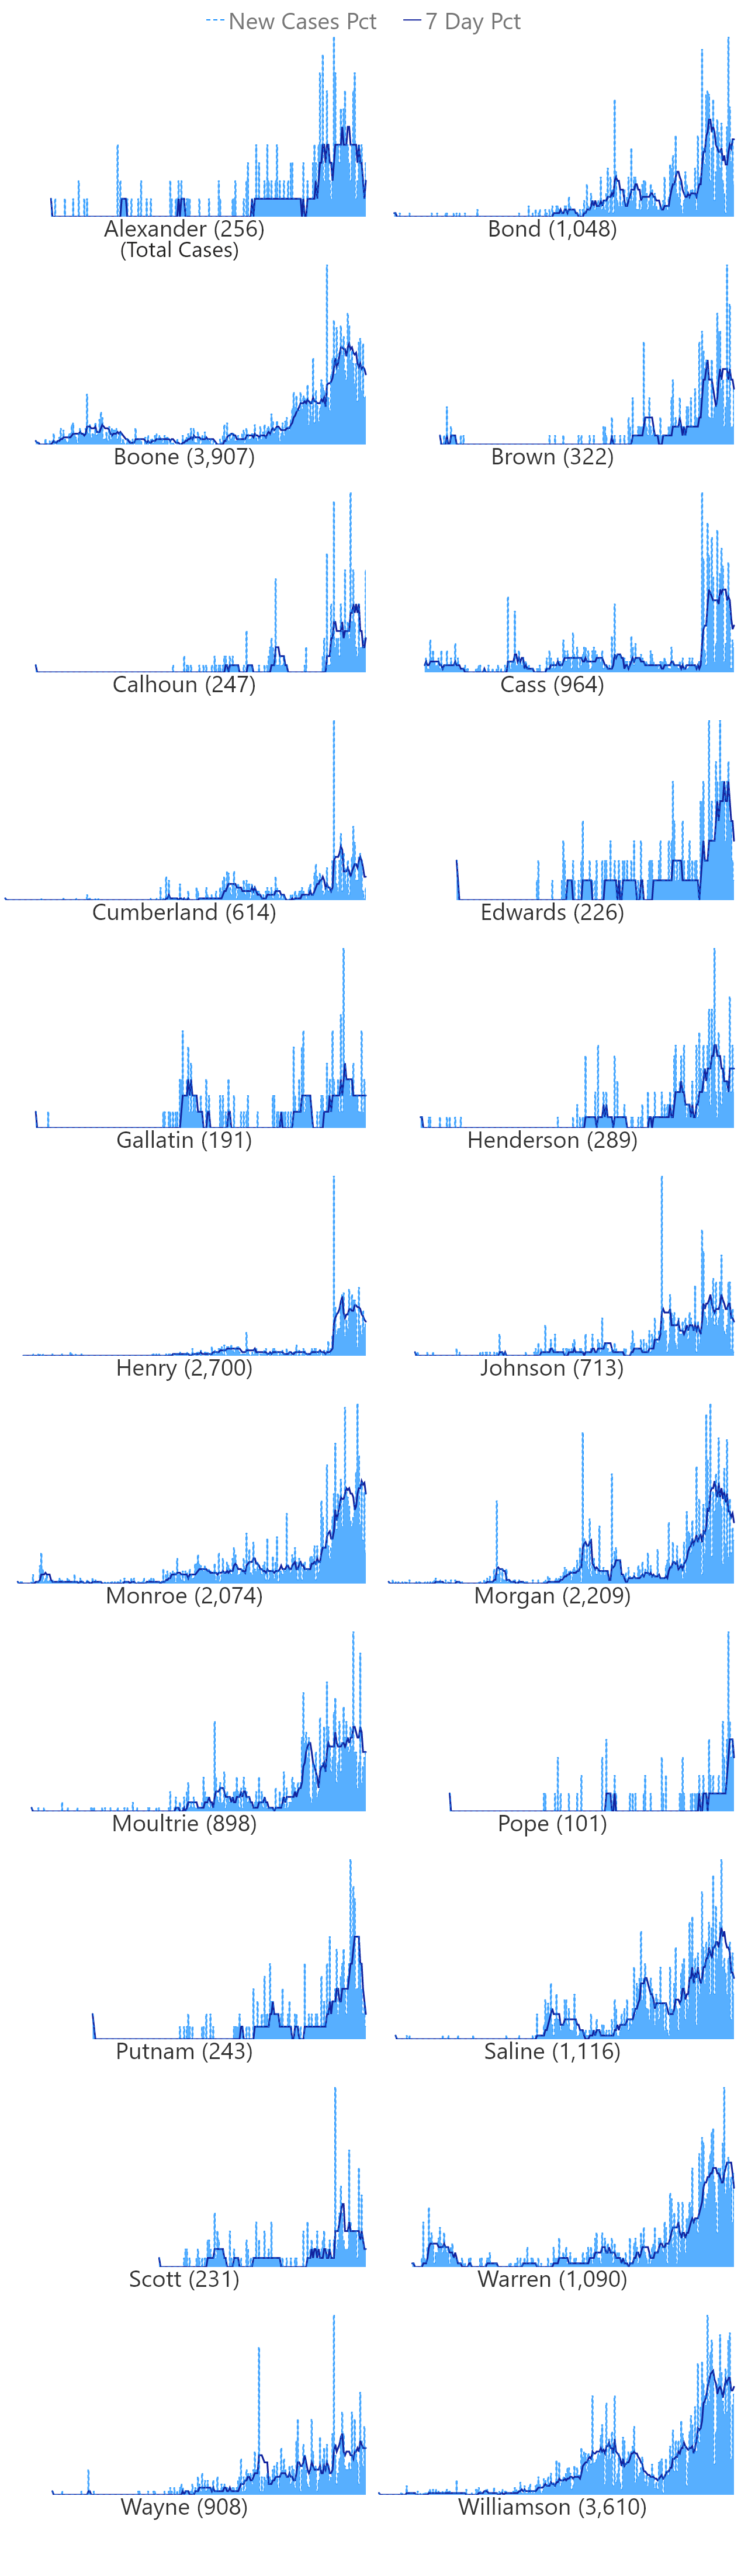 New Cases Pct 7 Day Pct
Alexander (256) Bond (1,048)
(Total Cases)
Boone (3,907) Brown (322)
Calhoun (247) Cass (964)
Cumberland (614) Edwards (226)
Gallatin (191) Henderson (289)
Henry (2,700) Johnson (713)
Monroe (2,074) Morgan (2,209)
Moultrie (898) Pope (101)
Putnam (243) Saline (1,116)
Scott (231) Warren (1,090)
Wayne (908) Williamson (3,610)